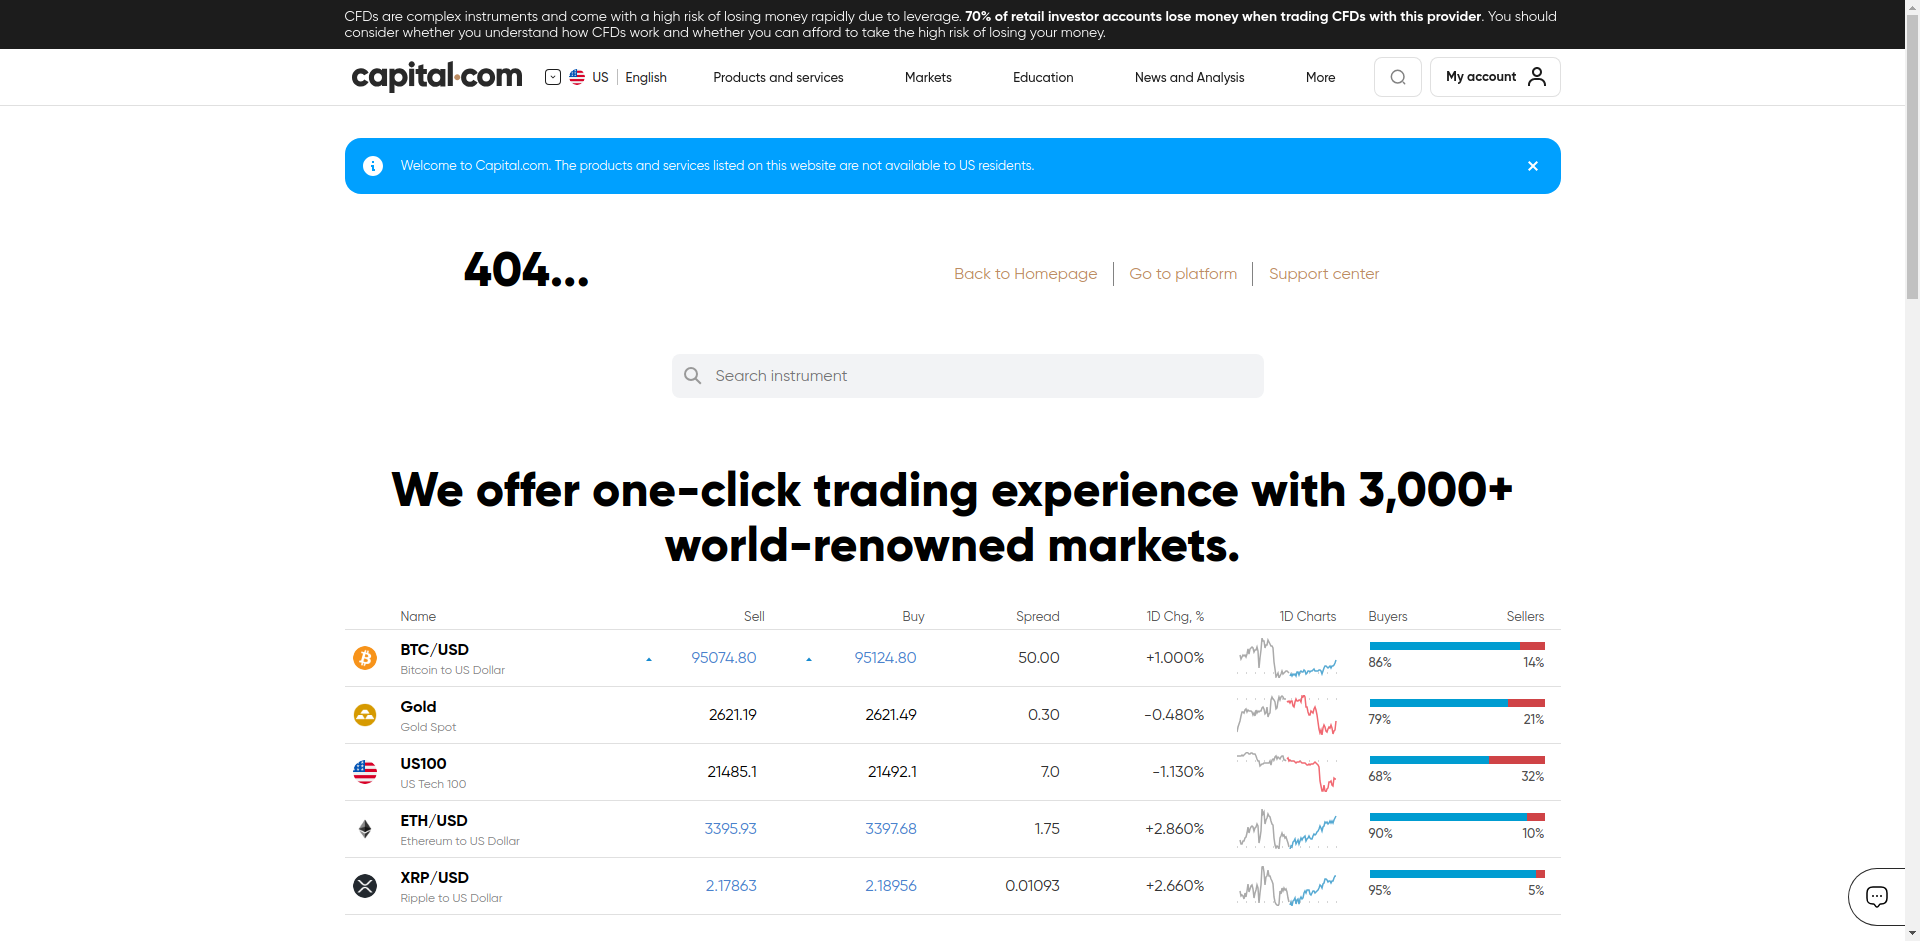 CFDs are complex instruments and come with a high risk of losing money rapidly due to leverage. 70% of retail investor accounts lose money when trading CFDs with this provider. You should
consider whether you understand how CFDs work and whether you can afford to take the high risk of losing your money.
capital.com US English Products and services Markets Education News and Analysis More My account
Welcome to Capital.com. The products and services listed on this website are not available to US residents.
404...
Back to Homepage Go to platform Support center
Search instrument
We offer one-click trading experience with 3,000+
world-renowned markets.
Name Sell Buy Spread 1D Chg, % 1D Charts Buyers Sellers
BTC/USD 95074.80 95124.80 50.00 +1.000%
Bitcoin to US Dollar 86% 14%
Gold 2621.19 2621.49 0.30 -0.480%
Gold Spot 79% 21%
US100 21485.1 21492.1 7.0 -1.130%
US Tech 100 68% 32%
ETH/USD 3395.93 3397.68 1.75 +2.860%
Ethereum to US Dollar 90% 10%
XRP/USD 2.17863 2.18956 0.01093 +2.660%
Ripple to US Dollar 95% 5%